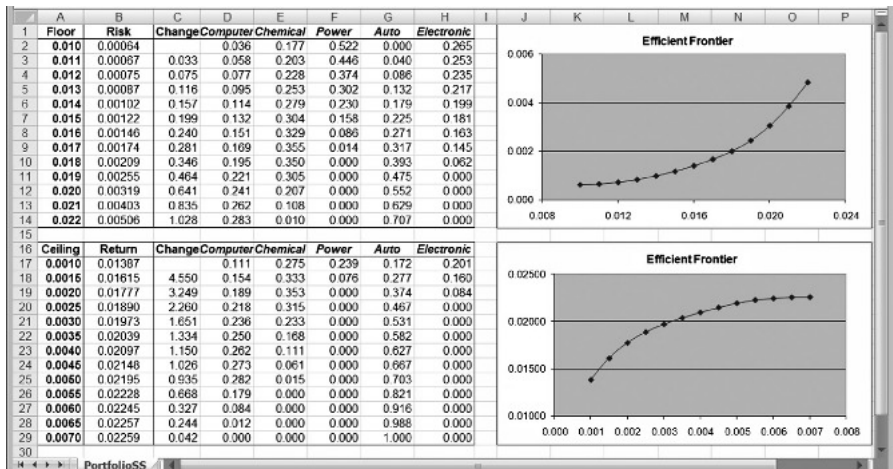 A B C D E F G H I J K L M N O P
1 Floor Risk Change Computer Chemical Power Auto Electronic
2 0.010 0.00064 0.036 0.177 0.522 0.000 0.265
3 0.011 0.00067 0.033 0.058 0.203 0.446 0.040 0.253
4 0.012 0.00075 0.075 0.077 0.228 0.374 0.086 0.235
5 0.013 0.00087 0.116 0.095 0.253 0.302 0.132 0.217
6 0.014 0.00102 0.157 0.114 0.279 0.230 0.179 0.199
7 0.015 0.00122 0.199 0.132 0.304 0.158 0.225 0.181
8 0.016 0.00146 0.240 0.151 0.329 0.086 0.271 0.163
9 0.017 0.00174 0.281 0.169 0.355 0.014 0.317 0.145
10 0.018 0.00209 0.346 0.195 0.350 0.000 0.393 0.062
11 0.019 0.00255 0.464 0.221 0.305 0.000 0.475 0.000
12 0.020 0.00319 0.641 0.241 0.207 0.000 0.552 0.000
13 0.021 0.00403 0.835 0.262 0.108 0.000 0.629 0.000
14 0.022 0.00506 1.028 0.283 0.010 0.000 0.707 0.000
15
Efficient Frontier
0.006
0.004
0.002
0.000
0.008 0.012 0.016 0.020 0.024
16 Ceiling Return Change Computer Chemical Power Auto Electronic
17 0.0010 0.01387 0.111 0.275 0.239 0.172 0.201
18 0.0015 0.01615 4.550 0.154 0.333 0.076 0.277 0.160
19 0.0020 0.01777 3.249 0.189 0.353 0.000 0.374 0.084
20 0.0025 0.01890 2.260 0.218 0.315 0.000 0.467 0.000
21 0.0030 0.01973 1.651 0.236 0.233 0.000 0.531 0.000
22 0.0035 0.02039 1.334 0.250 0.168 0.000 0.582 0.000
23 0.0040 0.02097 1.150 0.262 0.111 0.000 0.627 0.000
24 0.0045 0.02148 1.026 0.273 0.061 0.000 0.667 0.000
25 0.0050 0.02195 0.935 0.282 0.015 0.000 0.703 0.000
26 0.0055 0.02228 0.668 0.179 0.000 0.000 0.821 0.000
27 0.0060 0.02245 0.327 0.084 0.000 0.000 0.916 0.000
28 0.0065 0.02257 0.244 0.012 0.000 0.000 0.988 0.000
29 0.0070 0.02259 0.042 0.000 0.000 0.000 1.000 0.000
30
Efficient Frontier
0.02500
0.02000
0.01500
0.01000
0.000 0.001 0.002 0.003 0.004 0.005 0.006 0.007 0.008
PortfolioSS